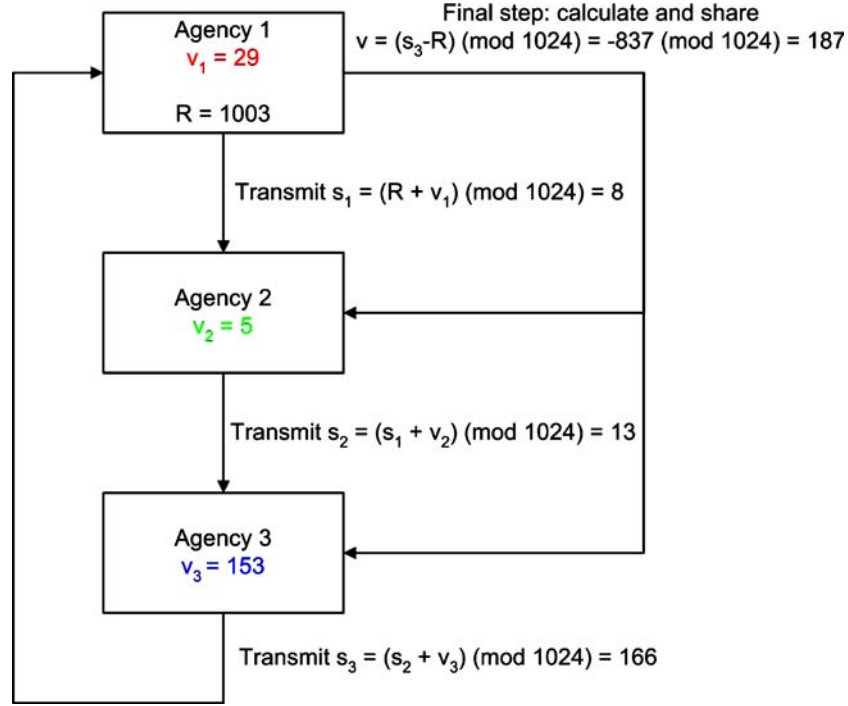 Final step: calculate and share
v = (s₃-R) (mod 1024) = -837 (mod 1024) = 187
Agency 1
v₁ = 29
R = 1003
Transmit s₁ = (R + v₁) (mod 1024) = 8
Agency 2
v₂ = 5
Transmit s₂ = (s₁ + v₂) (mod 1024) = 13
Agency 3
v₃ = 153
Transmit s₃ = (s₂ + v₃) (mod 1024) = 166